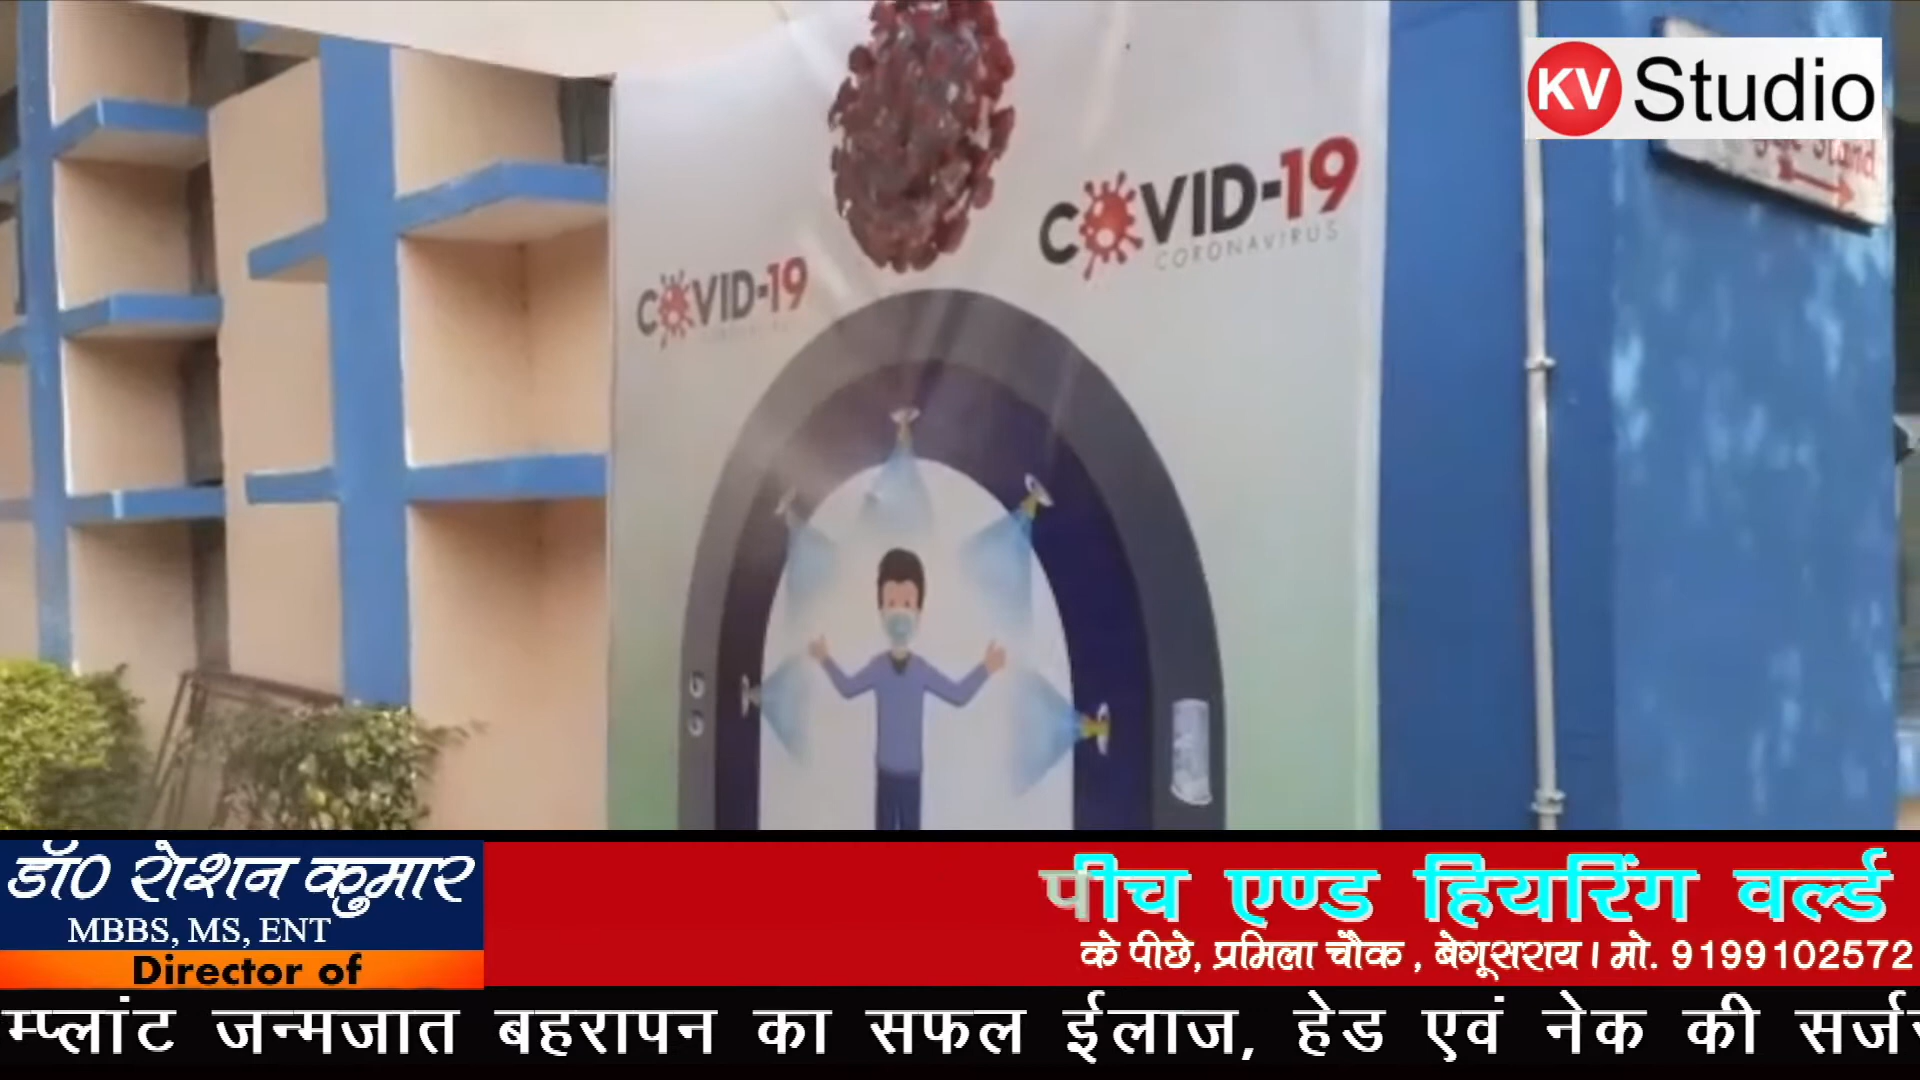 KV Studio
Stand
COVID-19
CORONAVIRUS
COVID-19
डॉ0 रोशन कुमार
MBBS, MS, ENT
Director of
पीच एण्ड हियरिंग वर्ल्ड
के पीछे, प्रमिला चौक , बेगूसराय । मो. 9199102572
म्प्लांट जन्मजात बहरापन का सफल ईलाज, हेड एवं नेक की सर्ज